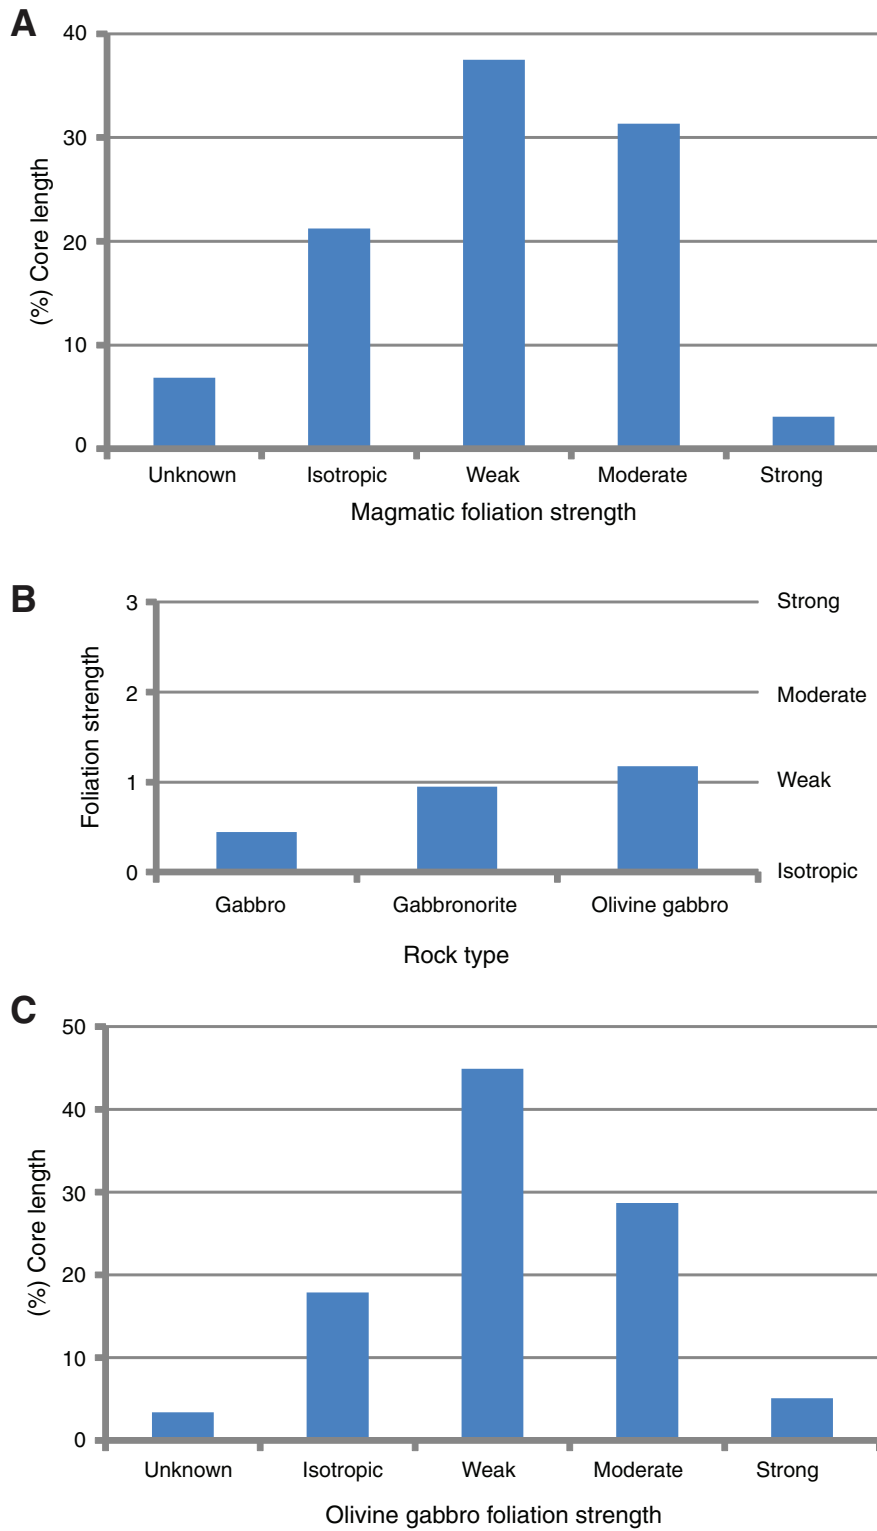 A
40
30
20
10
0
(%) Core length
Unknown Isotropic Weak Moderate Strong
Magmatic foliation strength
B
3
2
1
0
Foliation strength
Strong
Moderate
Weak
Isotropic
Gabbro Gabbronorite Olivine gabbro
Rock type
C
50
40
30
20
10
0
(%) Core length
Unknown Isotropic Weak Moderate Strong
Olivine gabbro foliation strength